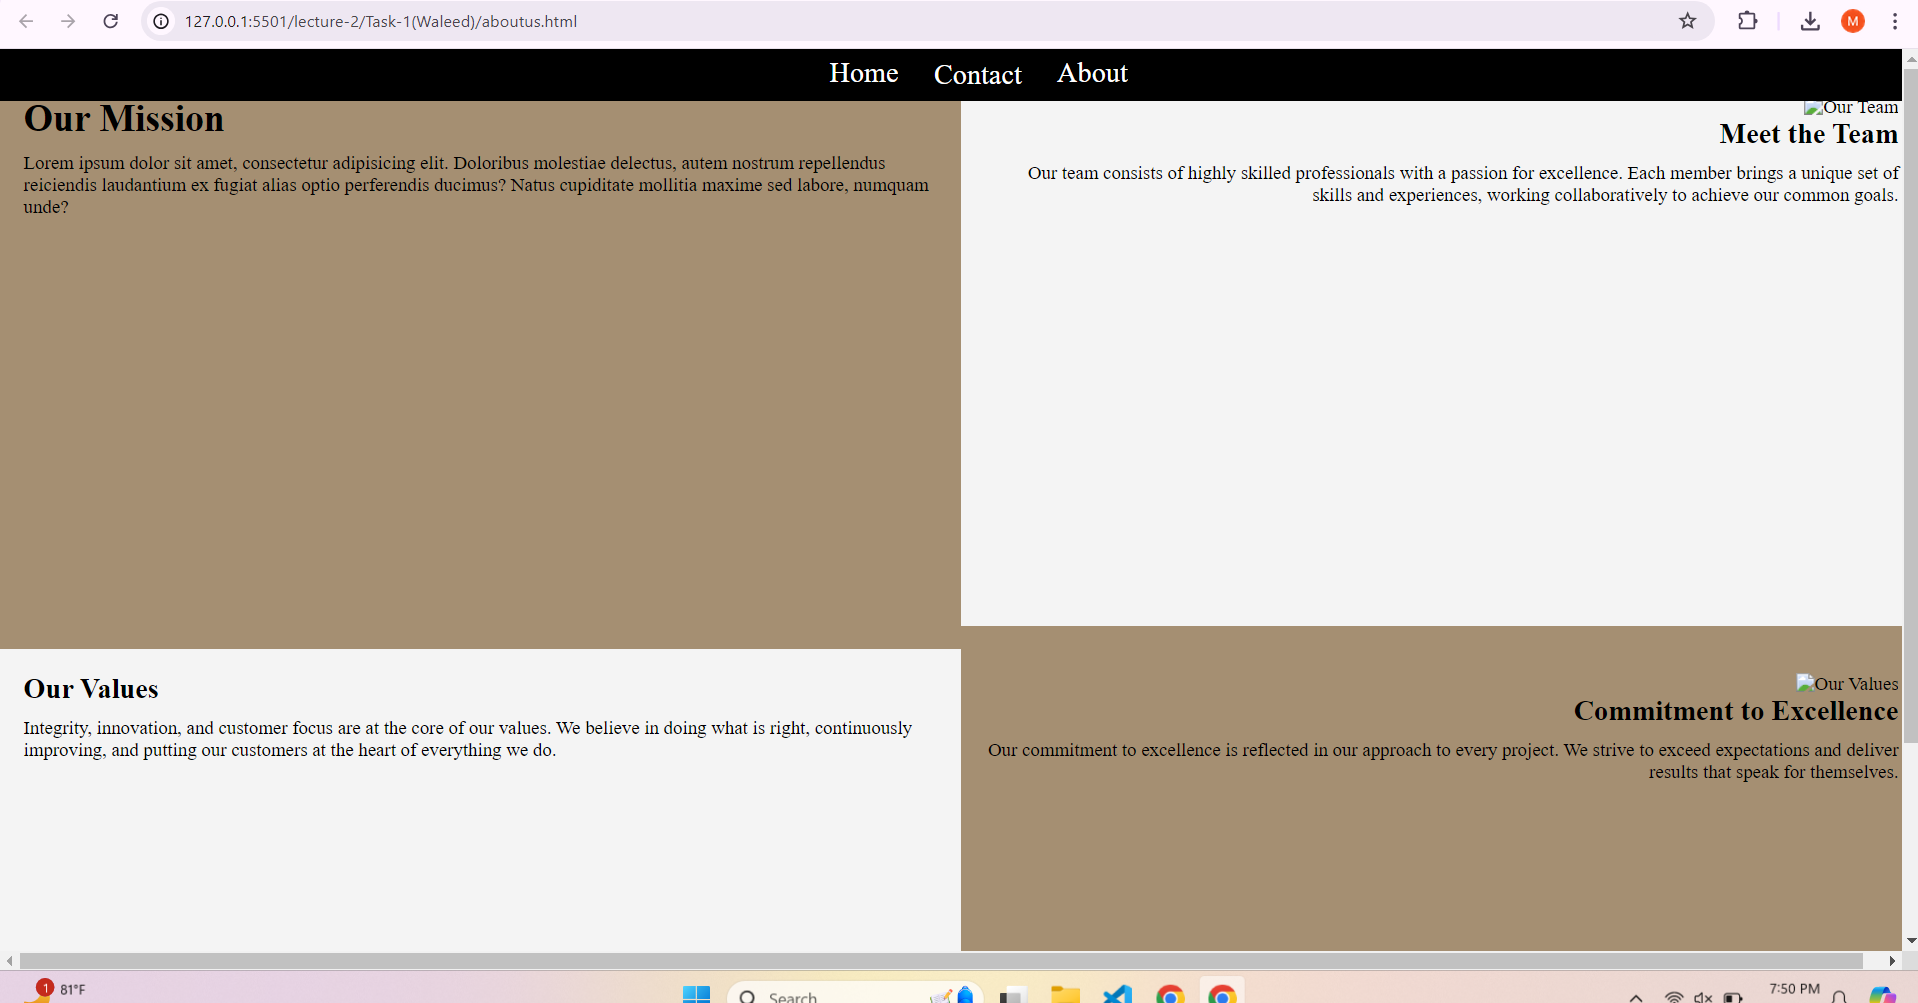 127.0.0.1:5501/lecture-2/Task-1(Waleed)/aboutus.html
M
Home Contact About
Our Mission
Lorem ipsum dolor sit amet, consectetur adipisicing elit. Doloribus molestiae delectus, autem nostrum repellendus
reiciendis laudantium ex fugiat alias optio perferendis ducimus? Natus cupiditate mollitia maxime sed labore, numquam
unde?
Our Team
Meet the Team
Our team consists of highly skilled professionals with a passion for excellence. Each member brings a unique set of
skills and experiences, working collaboratively to achieve our common goals.
Our Values
Integrity, innovation, and customer focus are at the core of our values. We believe in doing what is right, continuously
improving, and putting our customers at the heart of everything we do.
Our Values
Commitment to Excellence
Our commitment to excellence is reflected in our approach to every project. We strive to exceed expectations and deliver
results that speak for themselves.
1
81°F
Search
7:50 PM